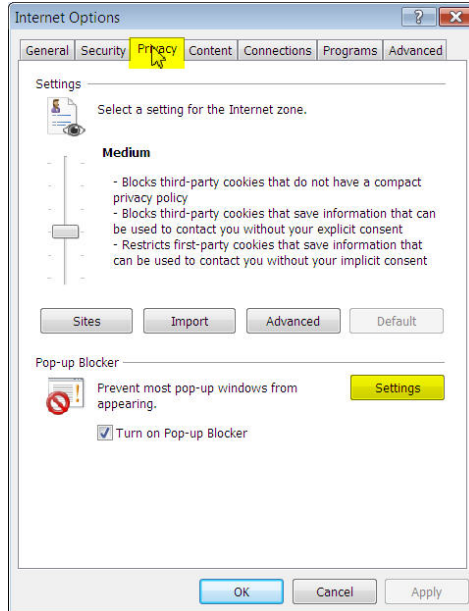 Internet Options
General Security Privacy Content Connections Programs Advanced
Settings
Select a setting for the Internet zone.
Medium
- Blocks third-party cookies that do not have a compact
privacy policy
- Blocks third-party cookies that save information that can
be used to contact you without your explicit consent
- Restricts first-party cookies that save information that
can be used to contact you without your implicit consent
Sites Import Advanced Default
Pop-up Blocker
Prevent most pop-up windows from Settings
appearing.
Turn on Pop-up Blocker
OK Cancel Apply